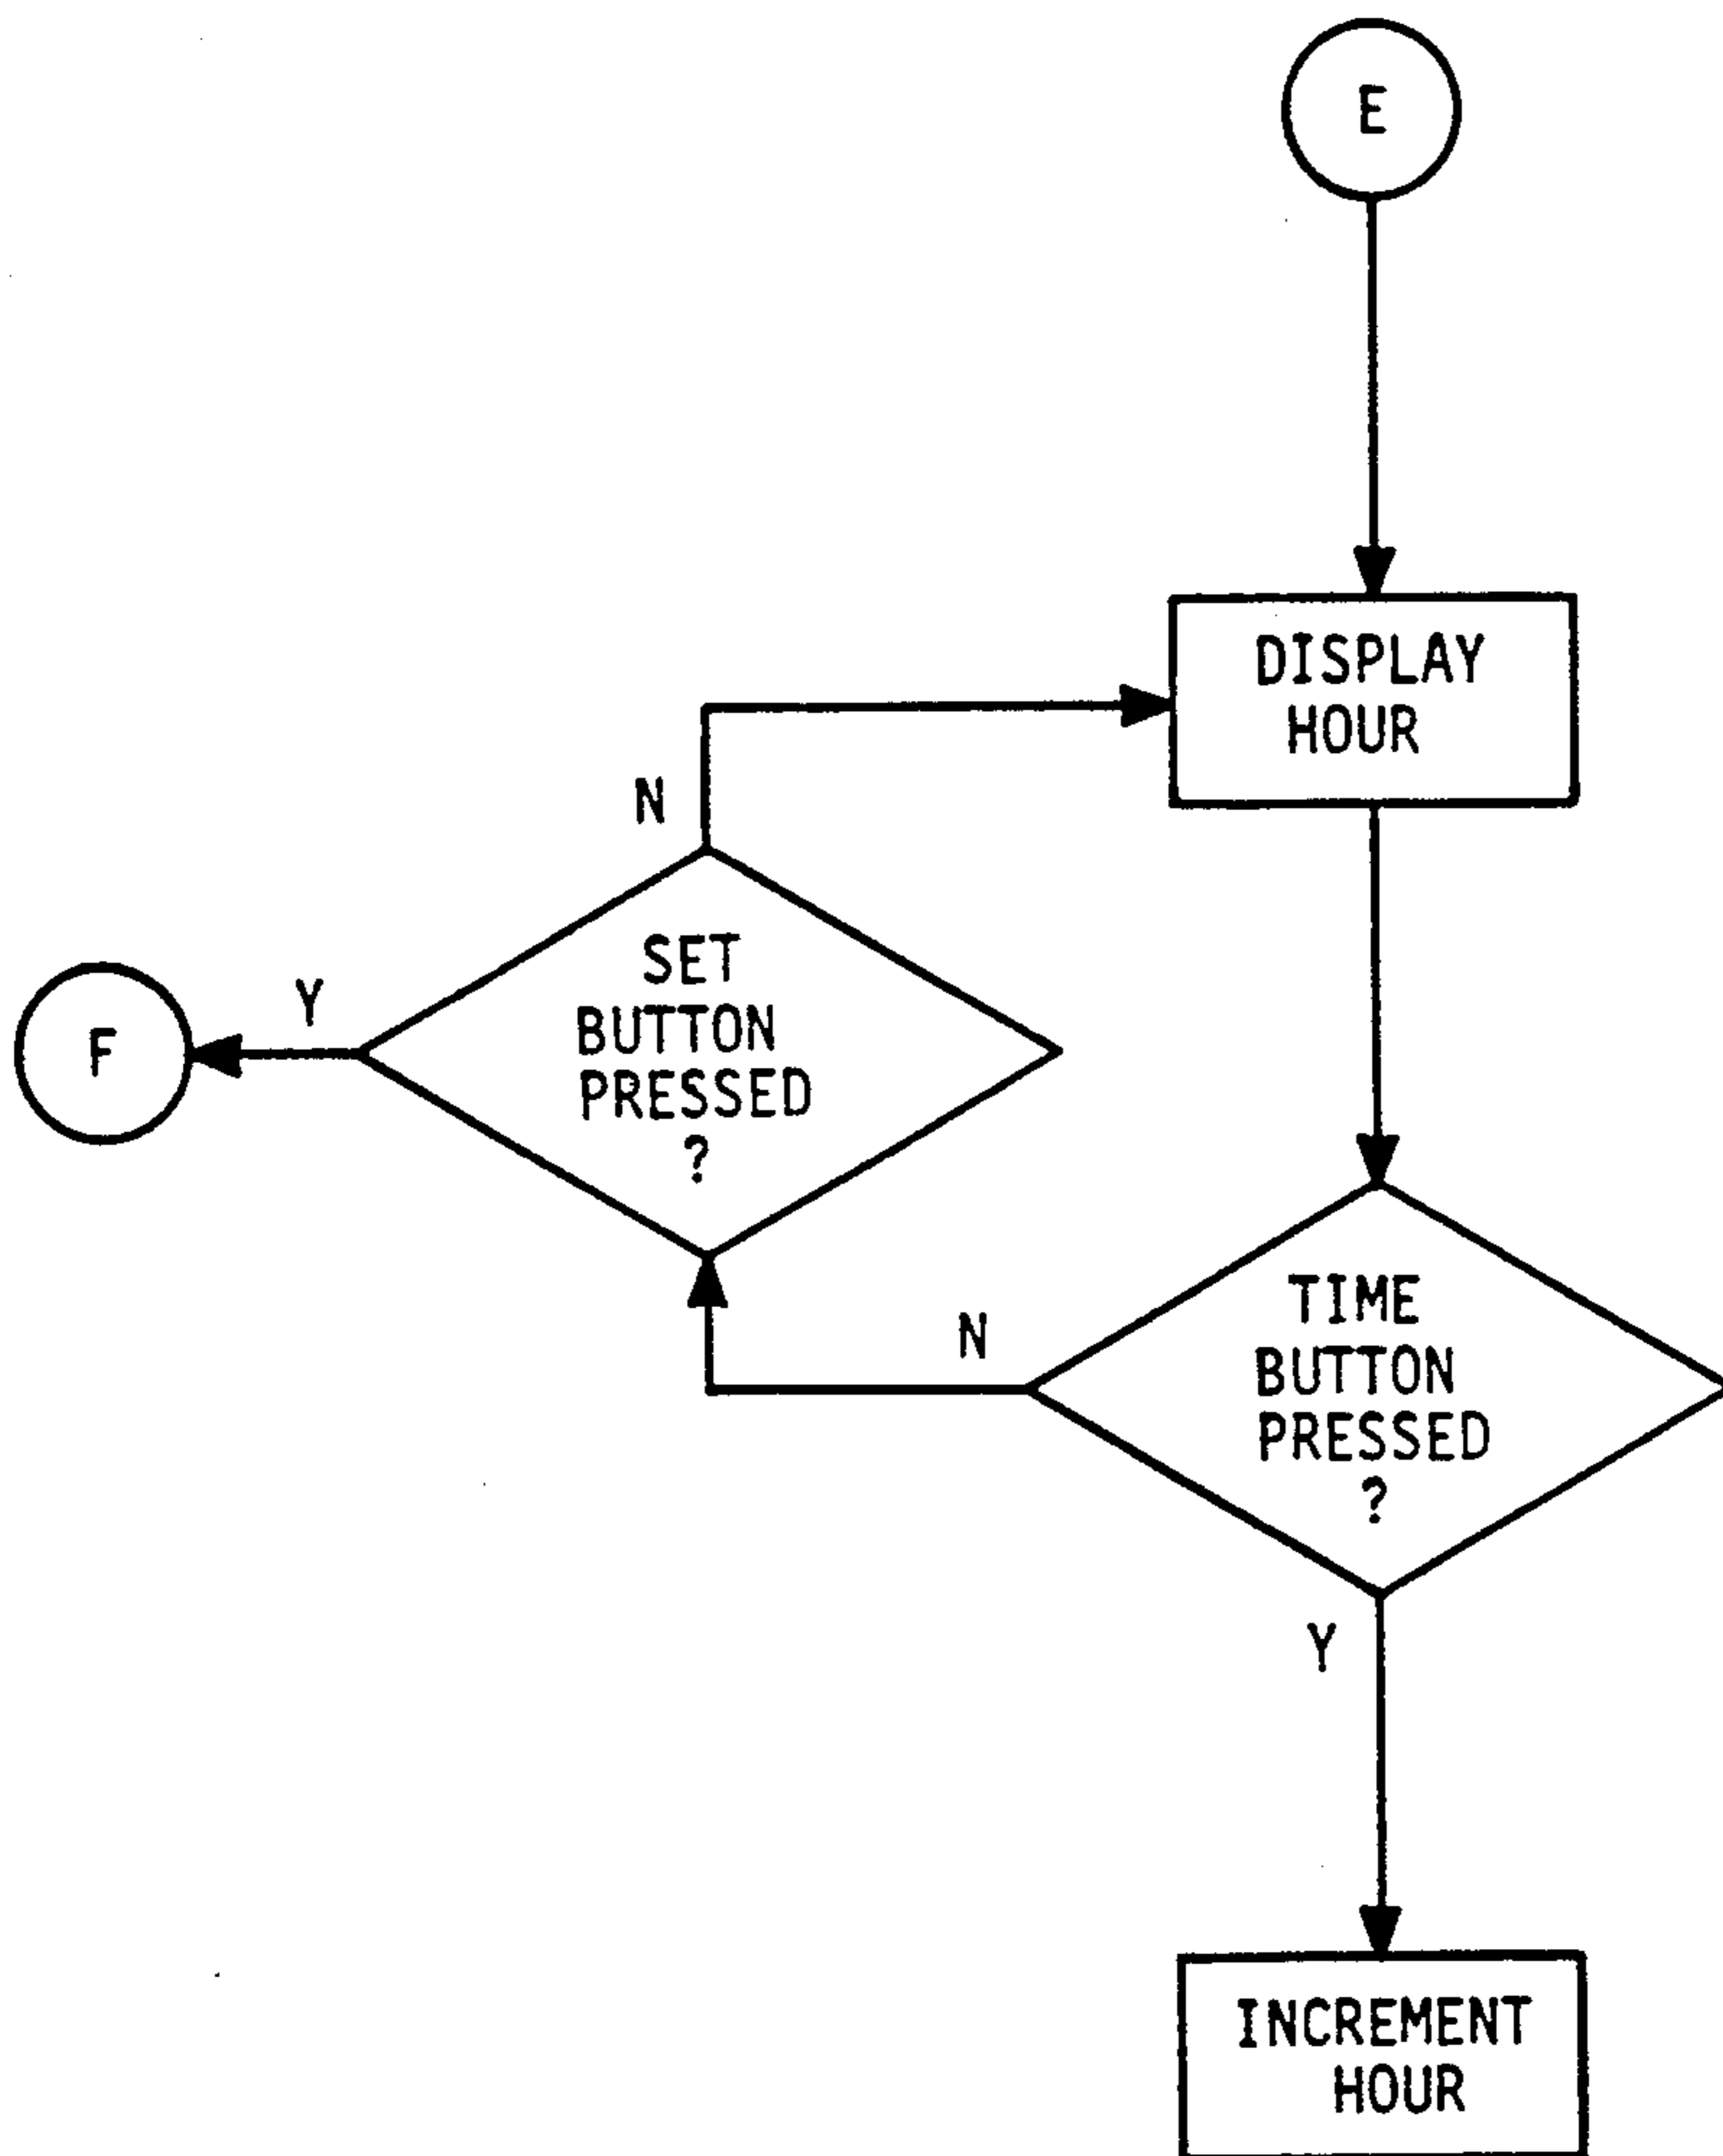 E
DISPLAY
HOUR
N
SET
BUTTON
PRESSED
?
Y
F
TIME
BUTTON
PRESSED
?
N
Y
INCREMENT
HOUR